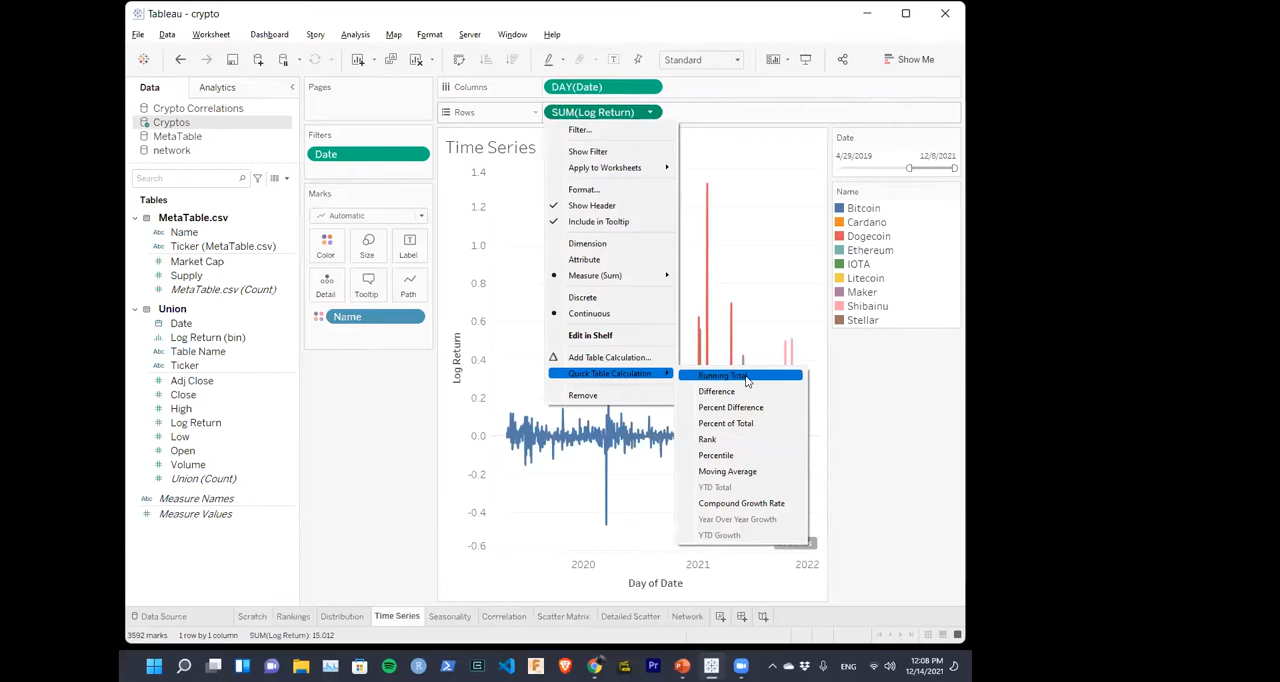 Tableau - crypto
File Data Worksheet Dashboard Story Analysis Map Format Server Window Help
Standard
Show Me
Data Analytics
Crypto Correlations
Cryptos
MetaTable
network
Search
Tables
MetaTable.csv
Abc Name
Abc Ticker (MetaTable.csv)
# Market Cap
# Supply
# MetaTable.csv (Count)
Union
Date
Log Return (bin)
Abc Table Name
Abc Ticker
# Adj Close
# Close
# High
# Log Return
# Low
# Open
# Volume
# Union (Count)
Abc Measure Names
# Measure Values
Pages
Filters
Date
Marks
Automatic
Color Size Label
Detail Tooltip Path
Name
Columns DAY(Date)
Rows SUM(Log Return)
Time Series
Filter...
Show Filter
Apply to Worksheets
Format...
Show Header
Include in Tooltip
Dimension
Attribute
Measure (Sum)
Discrete
Continuous
Edit in Shelf
Add Table Calculation...
Quick Table Calculation
Remove
Running Total
Difference
Percent Difference
Percent of Total
Rank
Percentile
Moving Average
YTD Total
Compound Growth Rate
Year Over Year Growth
YTD Growth
1.4
1.2
1.0
0.8
0.6
0.4
0.2
0.0
-0.2
-0.4
-0.6
Log Return
2020 2021 2022
Day of Date
Date
4/29/2019 12/8/2021
Name
Bitcoin
Cardano
Dogecoin
Ethereum
IOTA
Litecoin
Maker
Shibainu
Stellar
Data Source Scratch Rankings Distribution Time Series Seasonality Corrrelation Scatter Matrix Detailed Scatter Network
3592 marks 1 row by 1 column SUM(Log Return): 15.012
ENG
12:08 PM
12/14/2021